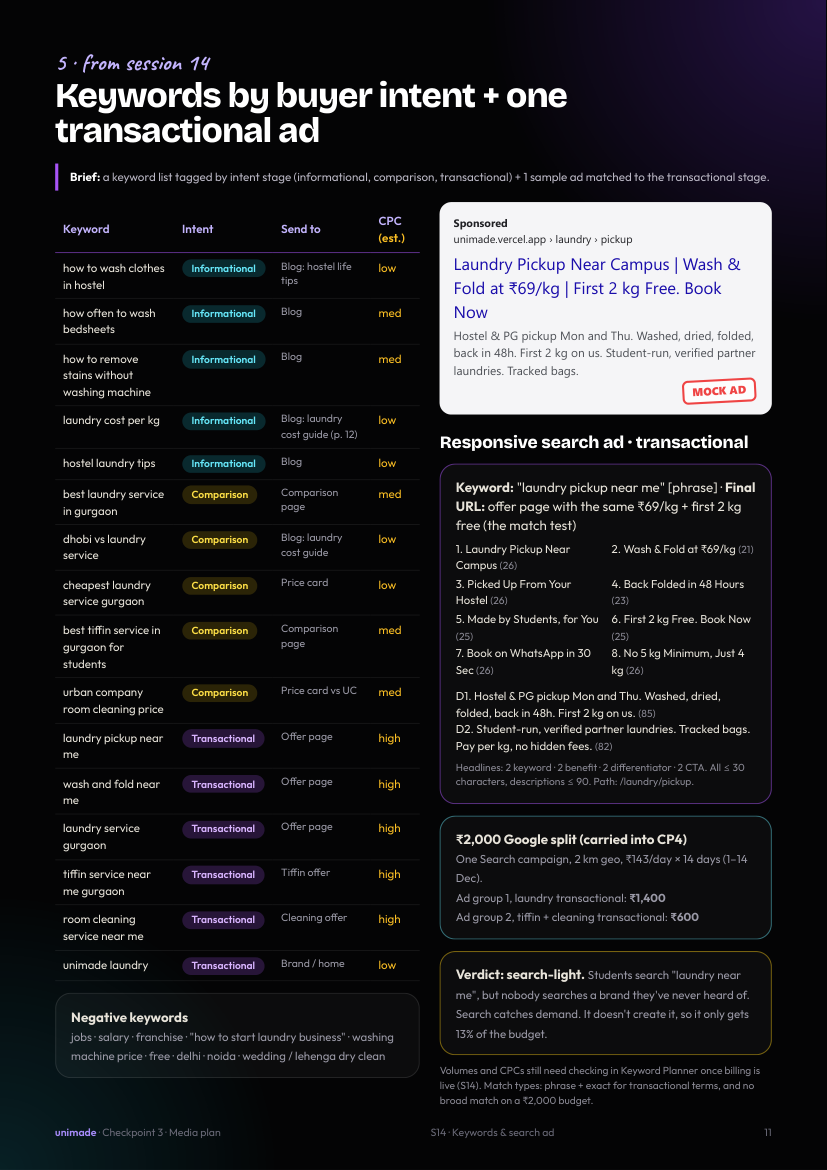 5 · from session 14
Keywords by buyer intent + one
transactional ad
Brief: a keyword list tagged by intent stage (informational, comparison, transactional) + 1 sample ad matched to the transactional stage.
Keyword Intent Send to CPC
(est.)
how to wash clothes Informational Blog: hostel life low
in hostel tips
how often to wash Informational Blog med
bedsheets
how to remove Informational Blog med
stains without
washing machine
laundry cost per kg Informational Blog: laundry low
cost guide (p. 12)
hostel laundry tips Informational Blog low
best laundry service Comparison Comparison med
in gurgaon page
dhobi vs laundry Comparison Blog: laundry low
service cost guide
cheapest laundry Comparison Price card low
service gurgaon
best tiffin service in Comparison Comparison med
gurgaon for page
students
urban company Comparison Price card vs UC med
room cleaning price
laundry pickup near Transactional Offer page high
me
wash and fold near Transactional Offer page high
me
laundry service Transactional Offer page high
gurgaon
tiffin service near Transactional Tiffin offer high
me gurgaon
room cleaning Transactional Cleaning offer high
service near me
unimade laundry Transactional Brand / home low
Negative keywords
jobs · salary · franchise · "how to start laundry business" · washing
machine price · free · delhi · noida · wedding / lehenga dry clean
Sponsored
unimade.vercel.app › laundry › pickup
Laundry Pickup Near Campus | Wash &
Fold at ₹69/kg | First 2 kg Free. Book
Now
Hostel & PG pickup Mon and Thu. Washed, dried, folded,
back in 48h. First 2 kg on us. Student-run, verified partner
laundries. Tracked bags.
MOCK AD
Responsive search ad · transactional
Keyword: "laundry pickup near me" [phrase] · Final
URL: offer page with the same ₹69/kg + first 2 kg
free (the match test)
1. Laundry Pickup Near 2. Wash & Fold at ₹69/kg (21)
Campus (26)
3. Picked Up From Your 4. Back Folded in 48 Hours
Hostel (26) (23)
5. Made by Students, for You 6. First 2 kg Free. Book Now
(25) (25)
7. Book on WhatsApp in 30 8. No 5 kg Minimum, Just 4
Sec (26) kg (26)
D1. Hostel & PG pickup Mon and Thu. Washed, dried,
folded, back in 48h. First 2 kg on us. (85)
D2. Student-run, verified partner laundries. Tracked bags.
Pay per kg, no hidden fees. (82)
Headlines: 2 keyword · 2 benefit · 2 differentiator · 2 CTA. All ≤ 30
characters, descriptions ≤ 90. Path: /laundry/pickup.
₹2,000 Google split (carried into CP4)
One Search campaign, 2 km geo, ₹143/day × 14 days (1–14
Dec).
Ad group 1, laundry transactional: ₹1,400
Ad group 2, tiffin + cleaning transactional: ₹600
Verdict: search-light. Students search "laundry near
me", but nobody searches a brand they've never heard of.
Search catches demand. It doesn't create it, so it only gets
13% of the budget.
Volumes and CPCs still need checking in Keyword Planner once billing is
live (S14). Match types: phrase + exact for transactional terms, and no
broad match on a ₹2,000 budget.
unimade · Checkpoint 3 · Media plan S14 · Keywords & search ad 11